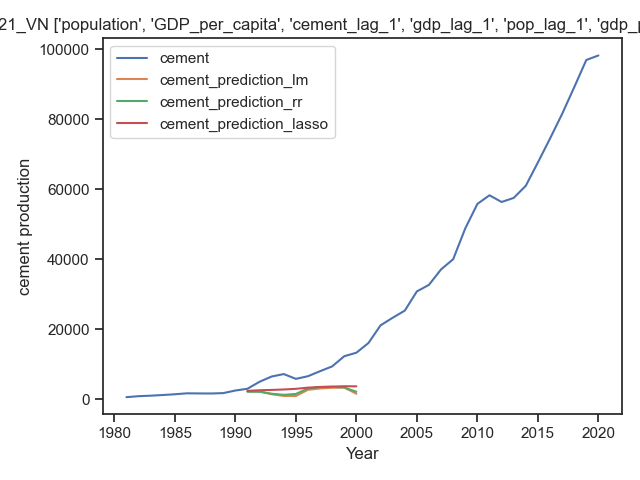 21_VN ['population', 'GDP_per_capita', 'cement_lag_1', 'gdp_lag_1', 'pop_lag_1', 'gdp_p
100000
80000
60000
40000
20000
0
cement production
cement
cement_prediction_lm
cement_prediction_rr
cement_prediction_lasso
1980 1985 1990 1995 2000 2005 2010 2015 2020
Year